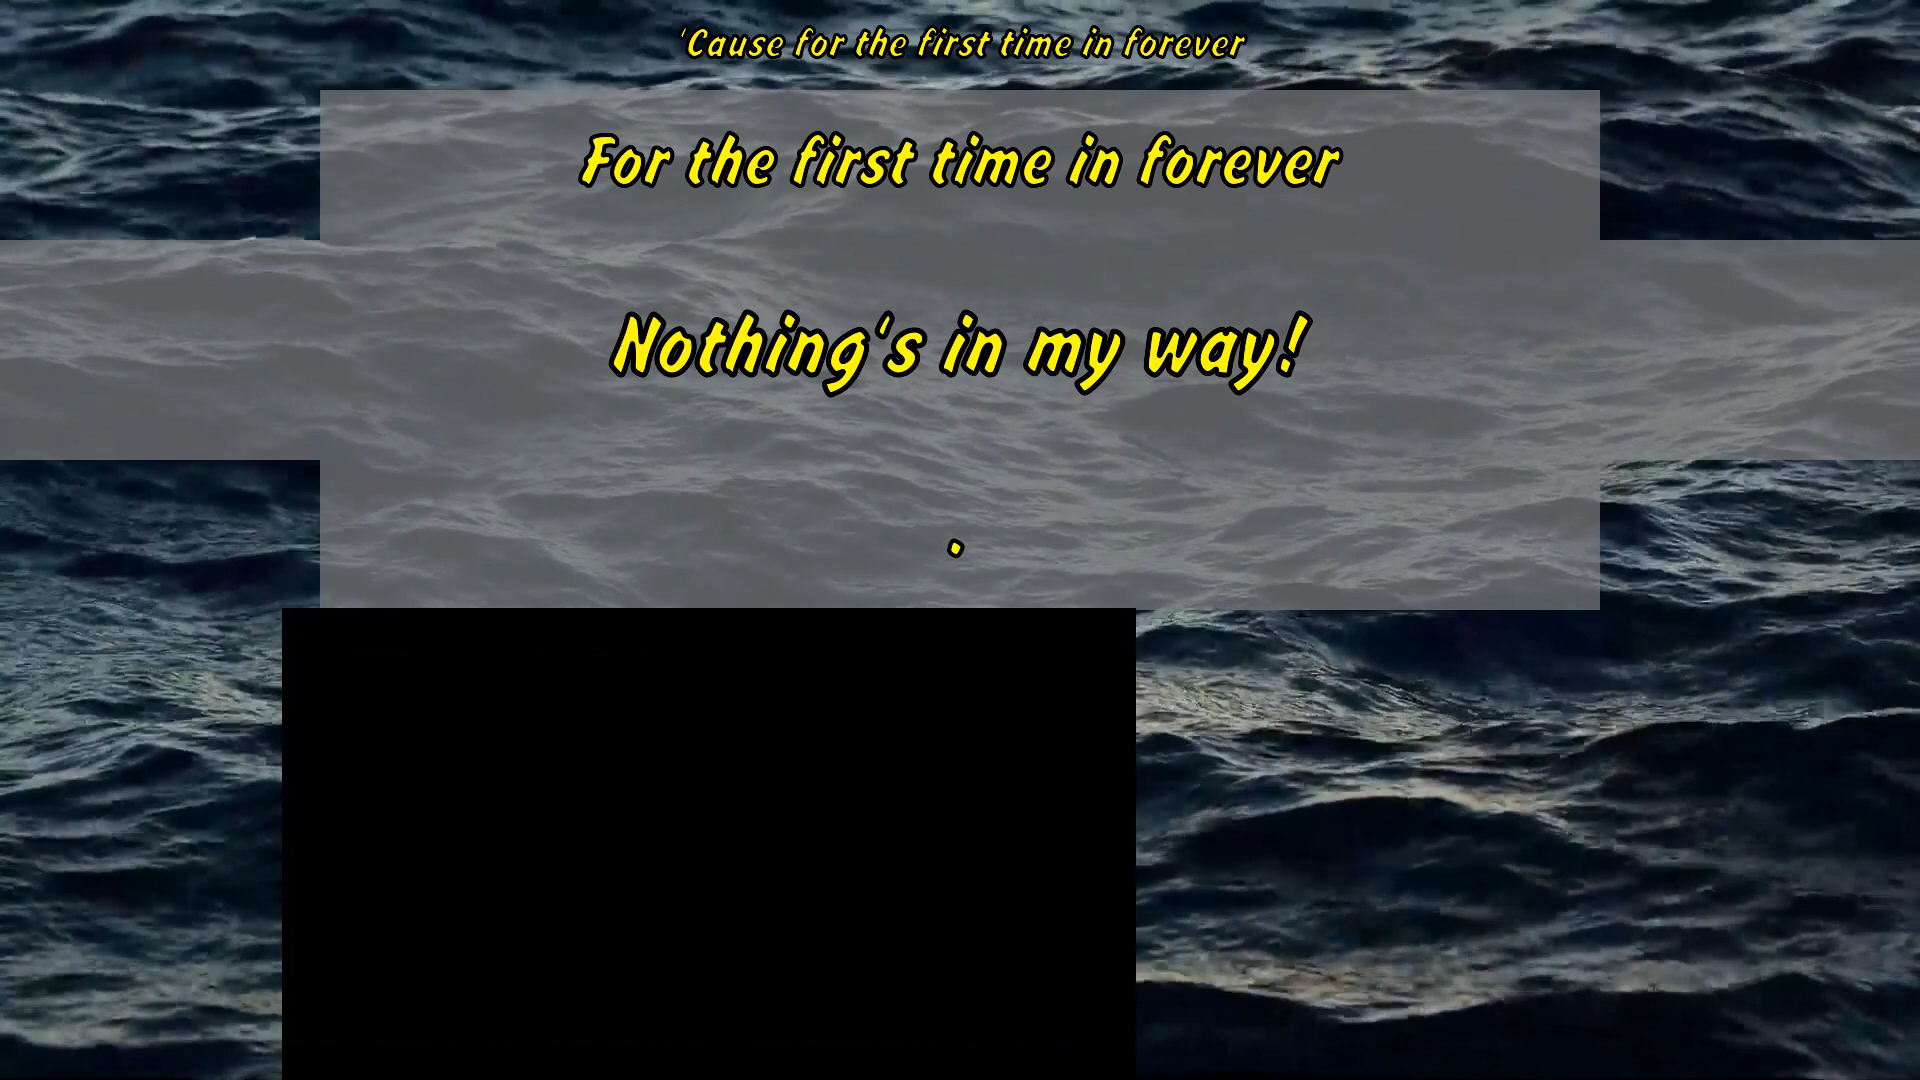 'Cause for the first time in forever
For the first time in forever
Nothing's in my way!
.